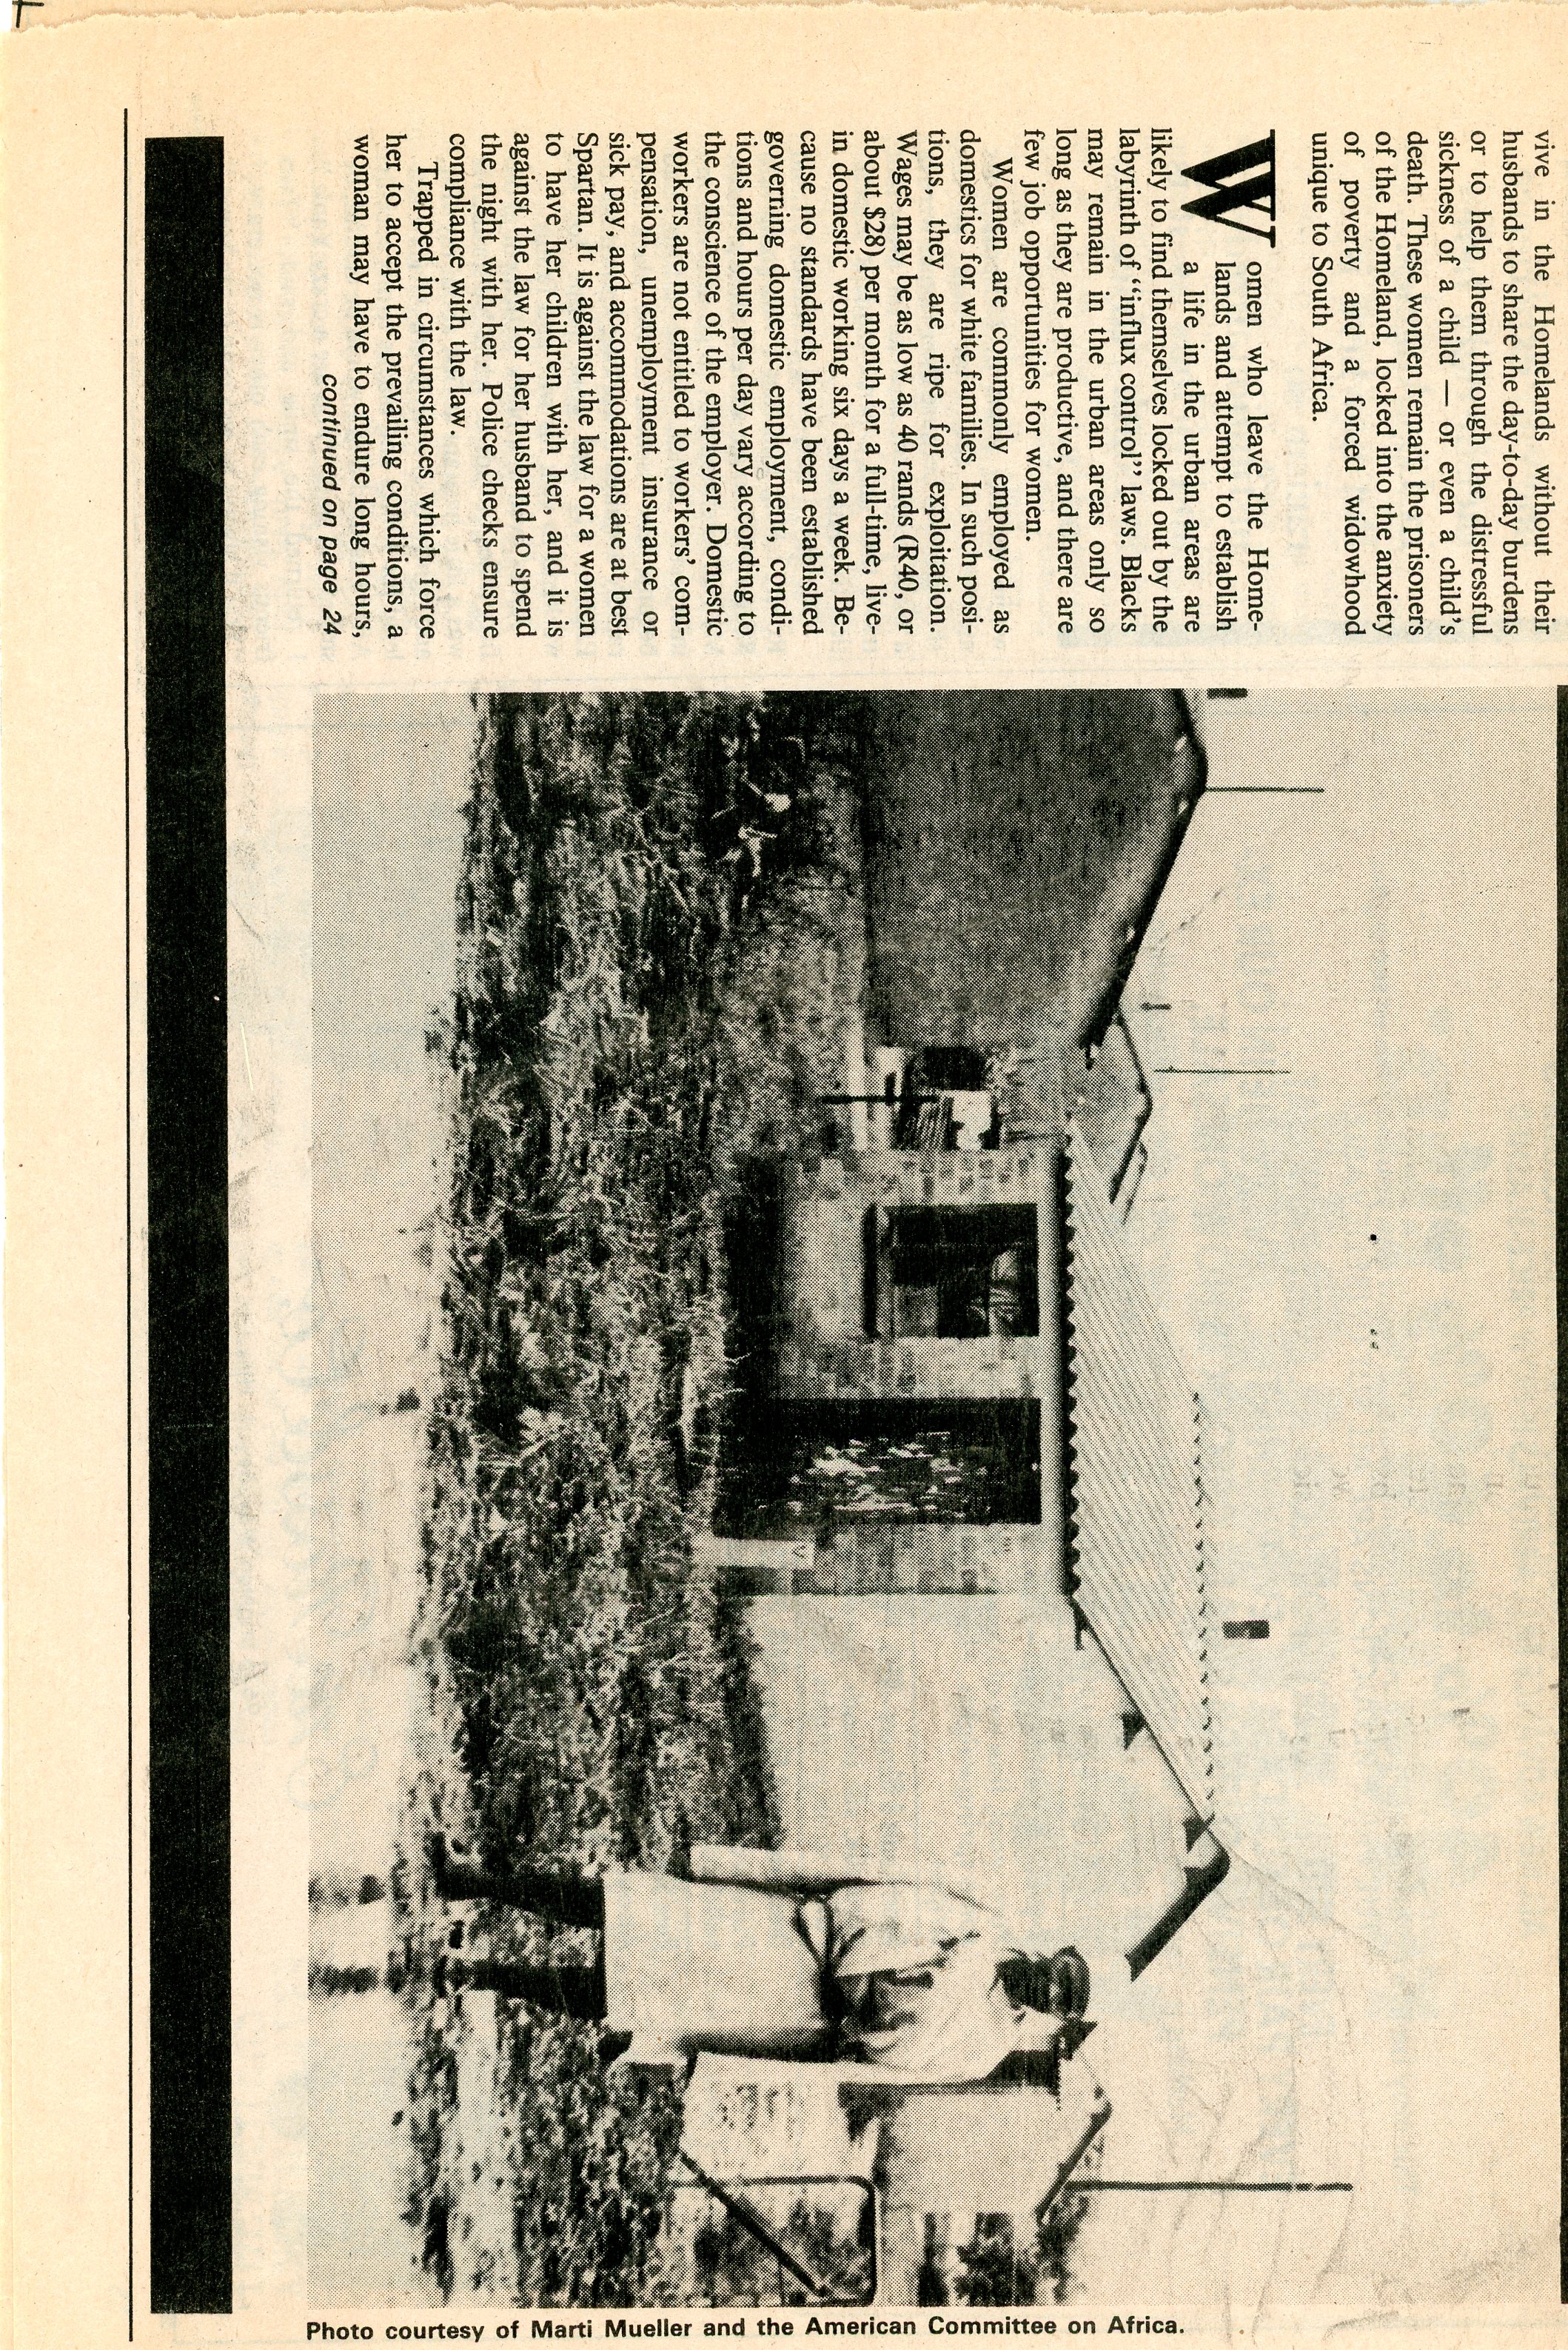 vive in the Homelands without their
husbands to share the day-to-day burdens
or to help them through the distressful
sickness of a child — or even a child's
death. These women remain the prisoners
of the Homeland, locked into the anxiety
of poverty and a forced widowhood
unique to South Africa.
Women who leave the Home-
lands and attempt to establish
a life in the urban areas are
likely to find themselves locked out by the
labyrinth of “influx control” laws. Blacks
may remain in the urban areas only so
long as they are productive, and there are
few job opportunities for women.
Women are commonly employed as
domestics for white families. In such posi-
tions, they are ripe for exploitation.
Wages may be as low as 40 rands (R40, or
about $28) per month for a full-time, live-
in domestic working six days a week. Be-
cause no standards have been established
governing domestic employment, condi-
tions and hours per day vary according to
the conscience of the employer. Domestic
workers are not entitled to workers’ com-
pensation, unemployment insurance or
sick pay, and accommodations are at best
Spartan. It is against the law for a women
to have her children with her, and it is
against the law for her husband to spend
the night with her. Police checks ensure
compliance with the law.
Trapped in circumstances which force
her to accept the prevailing conditions, a
woman may have to endure long hours,
continued on page 24
Photo courtesy of Marti Mueller and the American Committee on Africa.